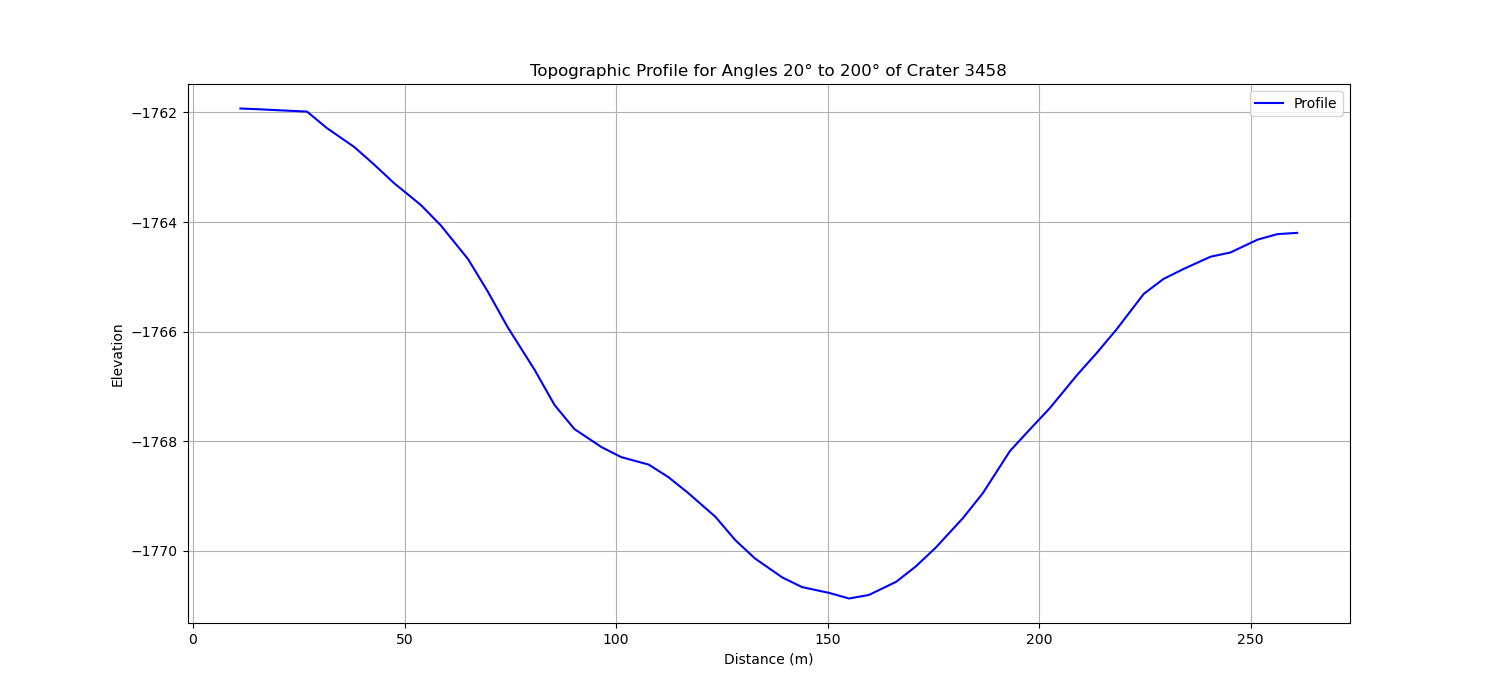 Topographic Profile for Angles 20° to 200° of Crater 3458
Profile
−1762
−1764
−1766
−1768
−1770
Elevation
0 50 100 150 200 250
Distance (m)